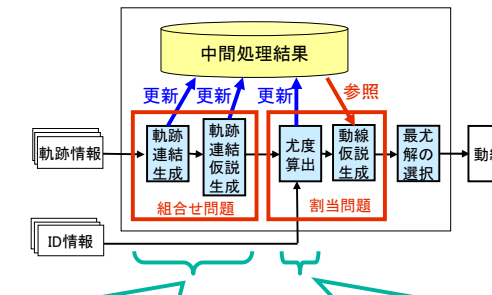 中間処理結果
更新
更新
更新
参照
軌跡情報
軌跡
連結
生成
軌跡
連結
仮説
生成
尤度
算出
動線
仮説
生成
最尤
解の
選択
組合せ問題
割当問題
ID情報